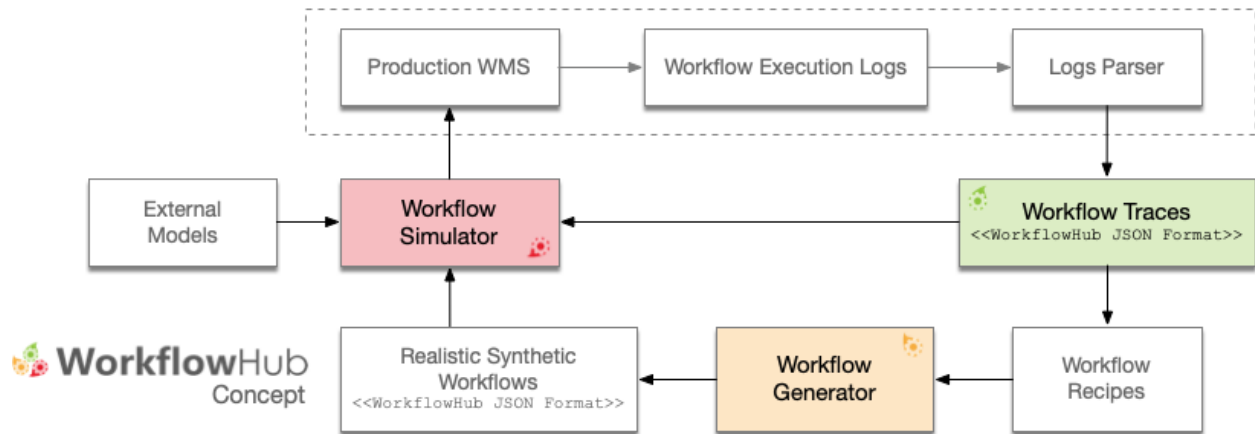 Production WMS
Workflow Execution Logs
Logs Parser
External
Models
Workflow
Simulator
Workflow Traces
<<WorkflowHub JSON Format>>
WorkflowHub
Concept
Realistic Synthetic
Workflows
<<WorkflowHub JSON Format>>
Workflow
Generator
Workflow
Recipes